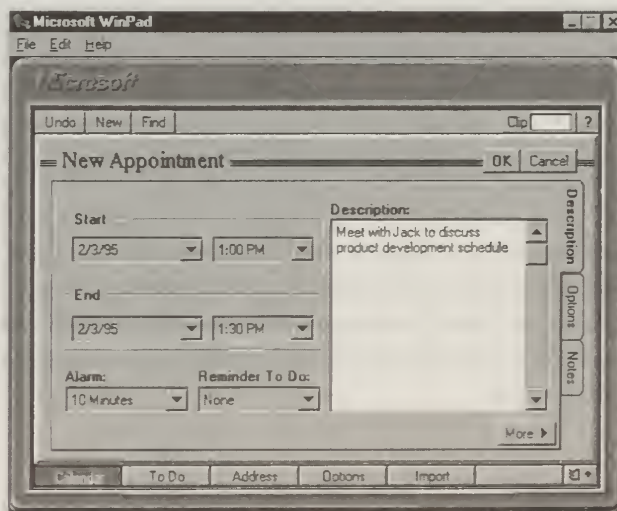 Microsoft WinPad
File Edit Help
Microsoft
Undo New Find Clip ?
New Appointment OK Cancel
Start
2/3/95 1:00 PM
End
2/3/95 1:30 PM
Alarm: Reminder To Do:
10 Minutes None
Description:
Meet with Jack to discuss
product development schedule
More
Description
Options
Notes
To Do Address Options Import